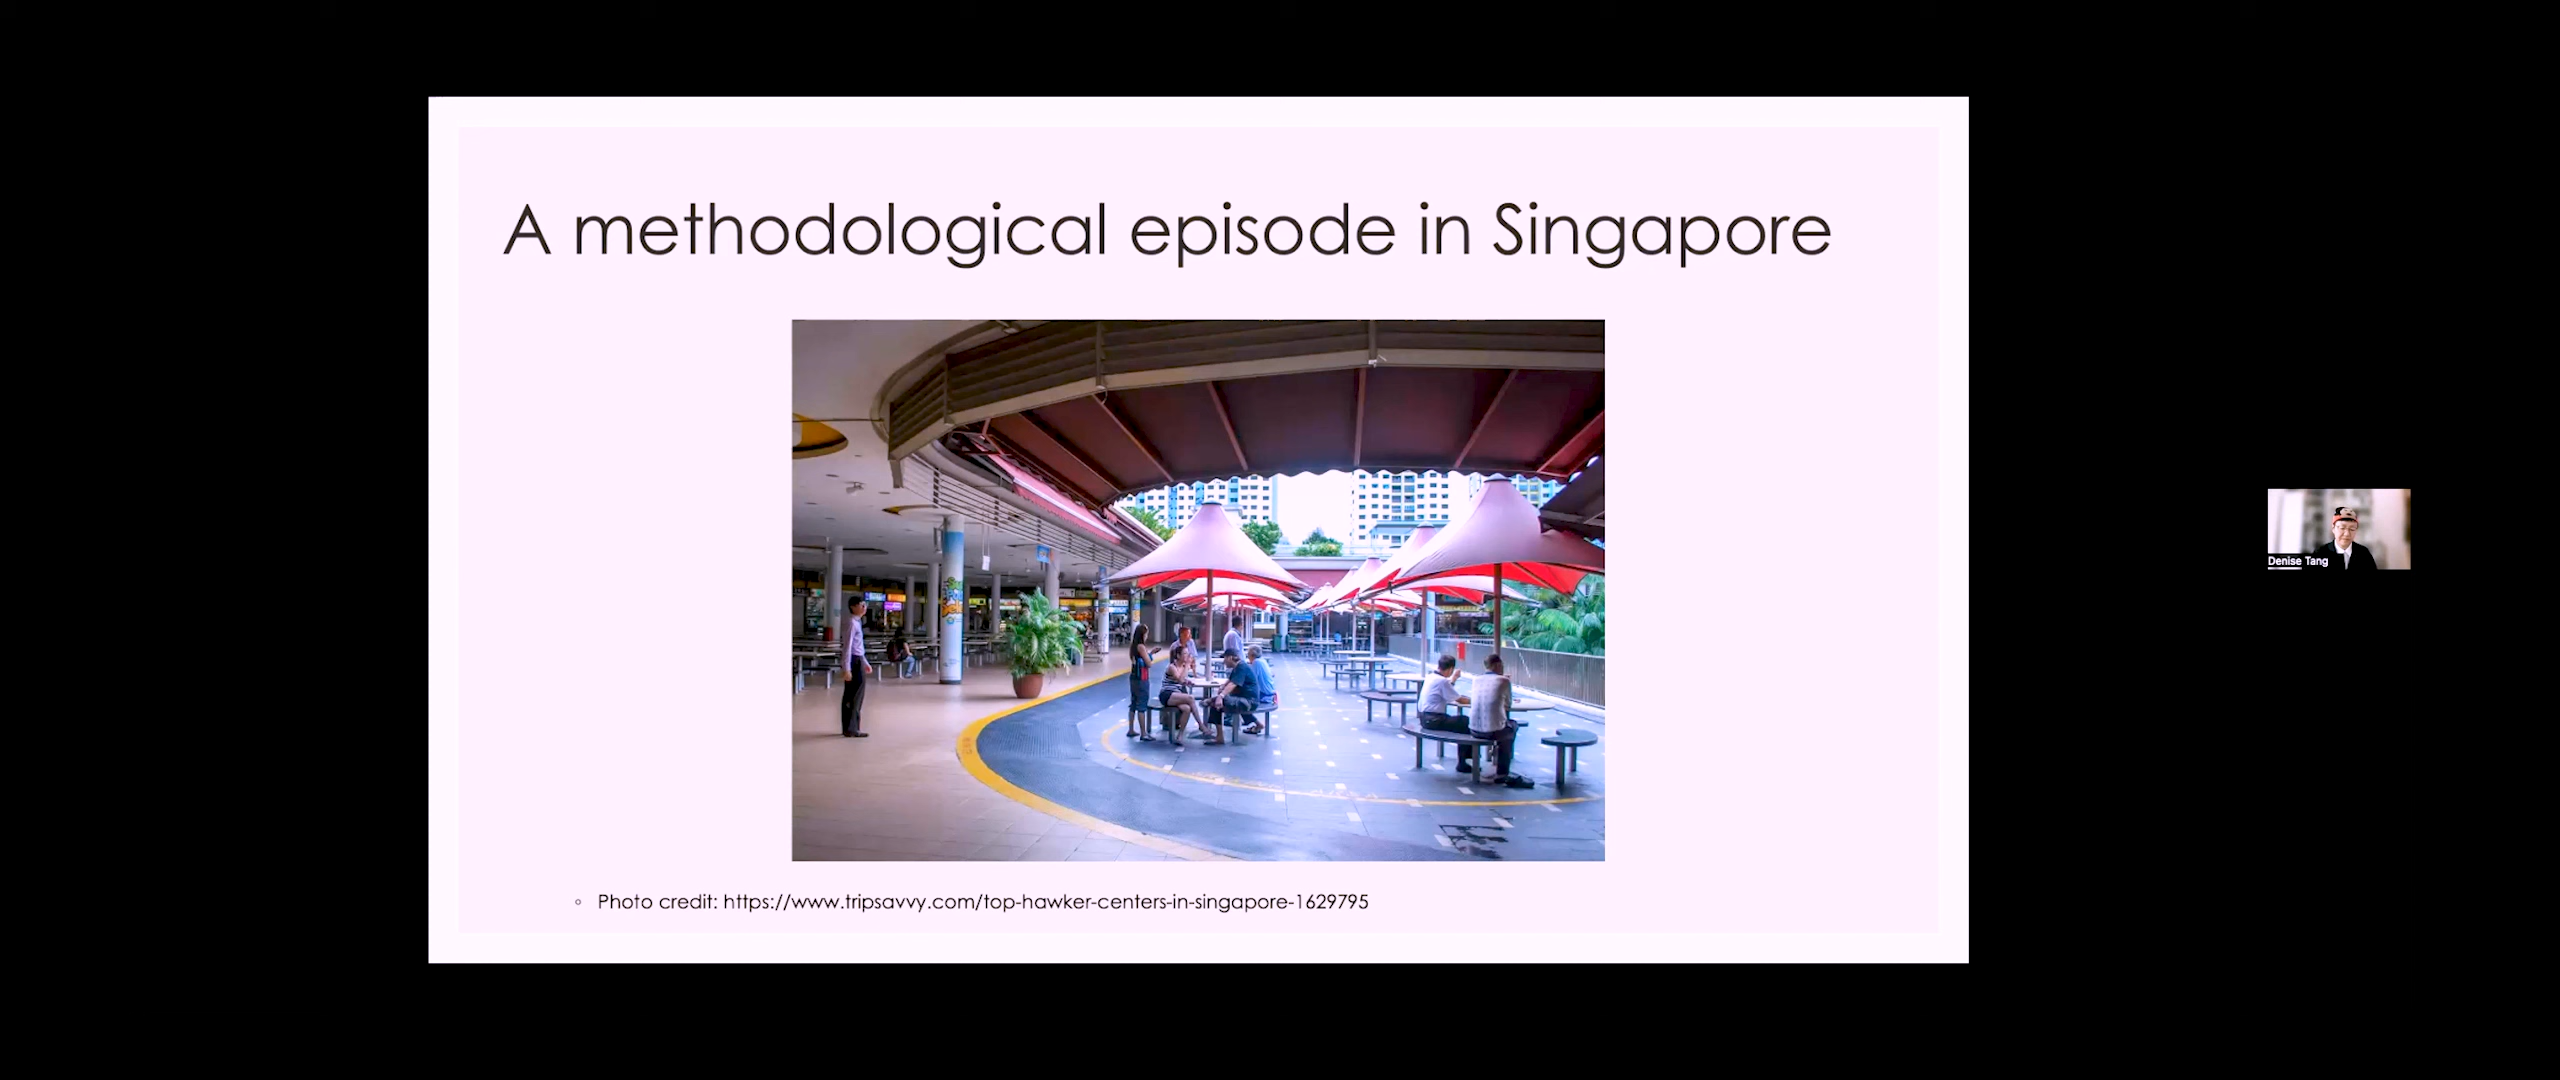 A methodological episode in Singapore
Photo credit: https://www.tripsavvy.com/top-hawker-centers-in-singapore-1629795
Denise Tang